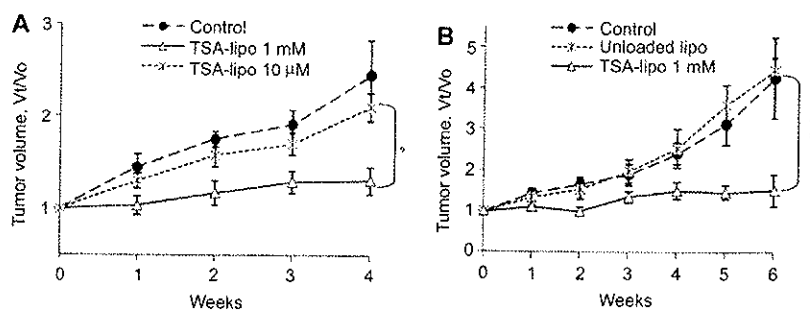 A
Control
TSA-lipo 1 mM
TSA-lipo 10 µM
Tumor volume, Vt/Vo
3
2
1
0 1 2 3 4
Weeks
B
Control
Unloaded lipo
TSA-lipo 1 mM
Tumor volume, Vt/Vo
5
4
3
2
1
0
0 1 2 3 4 5 6
Weeks